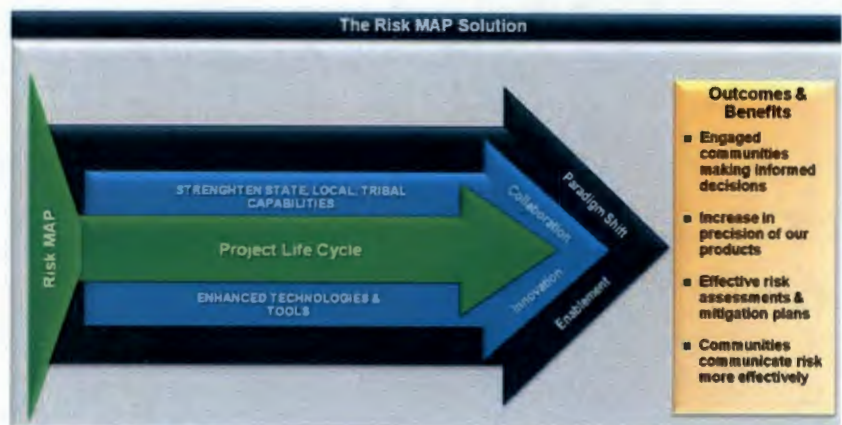 The Risk MAP Solution
Risk MAP
STRENGHTEN STATE, LOCAL, TRIBAL
CAPABILITIES
Project Life Cycle
ENHANCED TECHNOLOGIES &
TOOLS
Collaboration
Innovation
Paradigm Shift
Enablement
Outcomes &
Benefits
▪ Engaged
communities
making informed
decisions
▪ Increase in
precision of our
products
▪ Effective risk
assessments &
mitigation plans
▪ Communities
communicate risk
more effectively